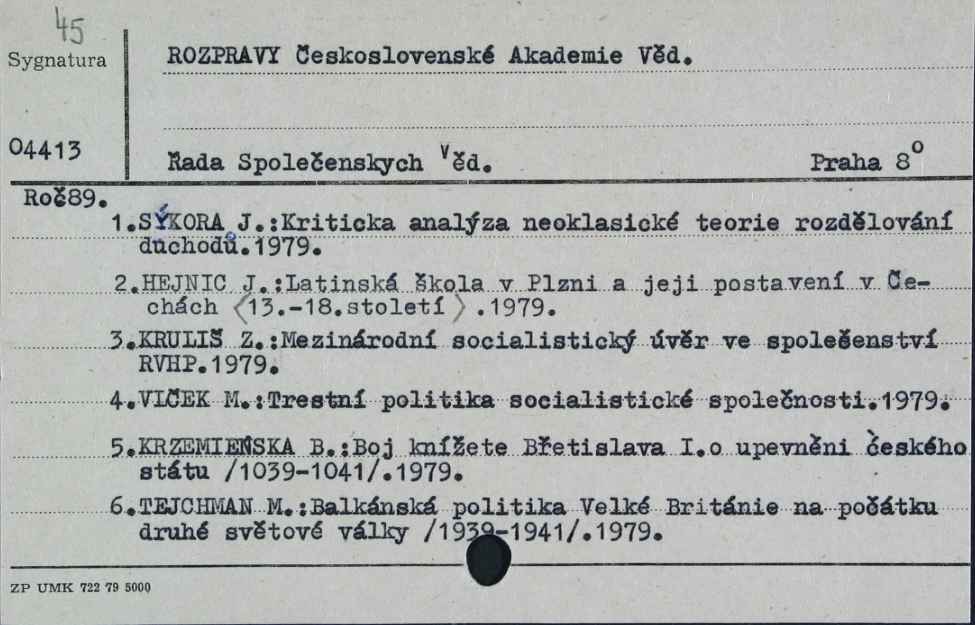 45
Sygnatura
ROZPRAVY Československé Akademie Věd.
04413
Řada Společenskych Věd.
Praha 8°
Roč89.
1.SÝKORA J.:Kriticka analýza neoklasické teorie rozdělování
důchodů.1979.
2.HEJNIC J.:Latinská škola v Plzni a jeji postavení v Če-
chách (13.-18.století).1979.
3.KRULIŠ Z.:Mezinárodní socialistický úvěr ve společenství
RVHP.1979.
4.VlČEK M.:Trestní politika socialistické společnosti.1979.
5.KRZEMIEŃSKA B.:Boj knížete Břetislava I.o upevněni českého
státu /1039-1041/.1979.
6.TEJCHMAN M.:Balkánská politika Velké Británie na počátku
druhé světové války /1939-1941/.1979.
ZP UMK 722 79 5000